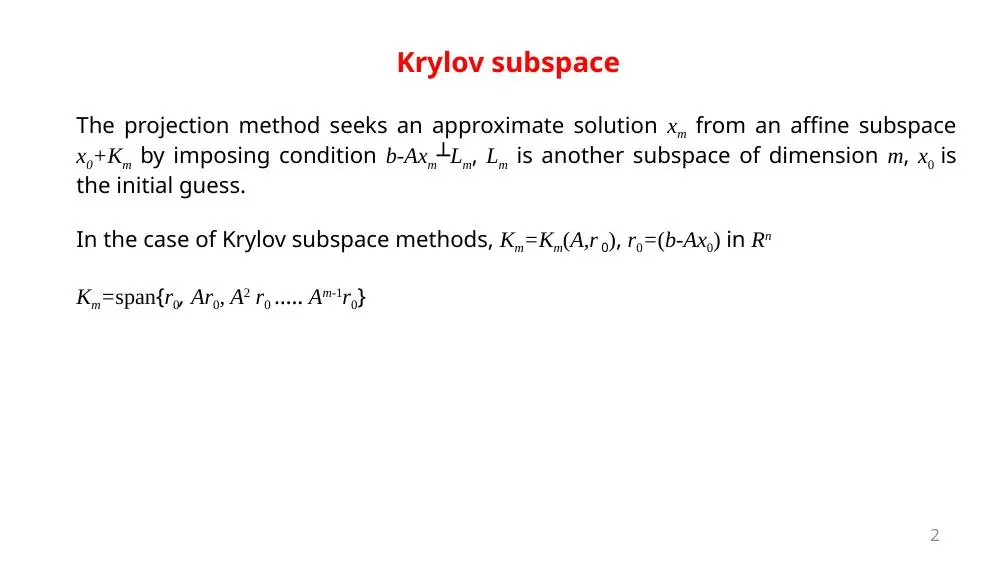 Krylov subspace
The projection method seeks an approximate solution xₘ from an affine subspace
x₀+Kₘ by imposing condition b-Axₘ┴Lₘ, Lₘ is another subspace of dimension m, x₀ is
the initial guess.
In the case of Krylov subspace methods, Kₘ=Kₘ(A,r ₀), r₀=(b-Ax₀) in Rⁿ
Kₘ=span{r₀, Ar₀, A² r₀ ..... Aᵐ⁻¹r₀}
2